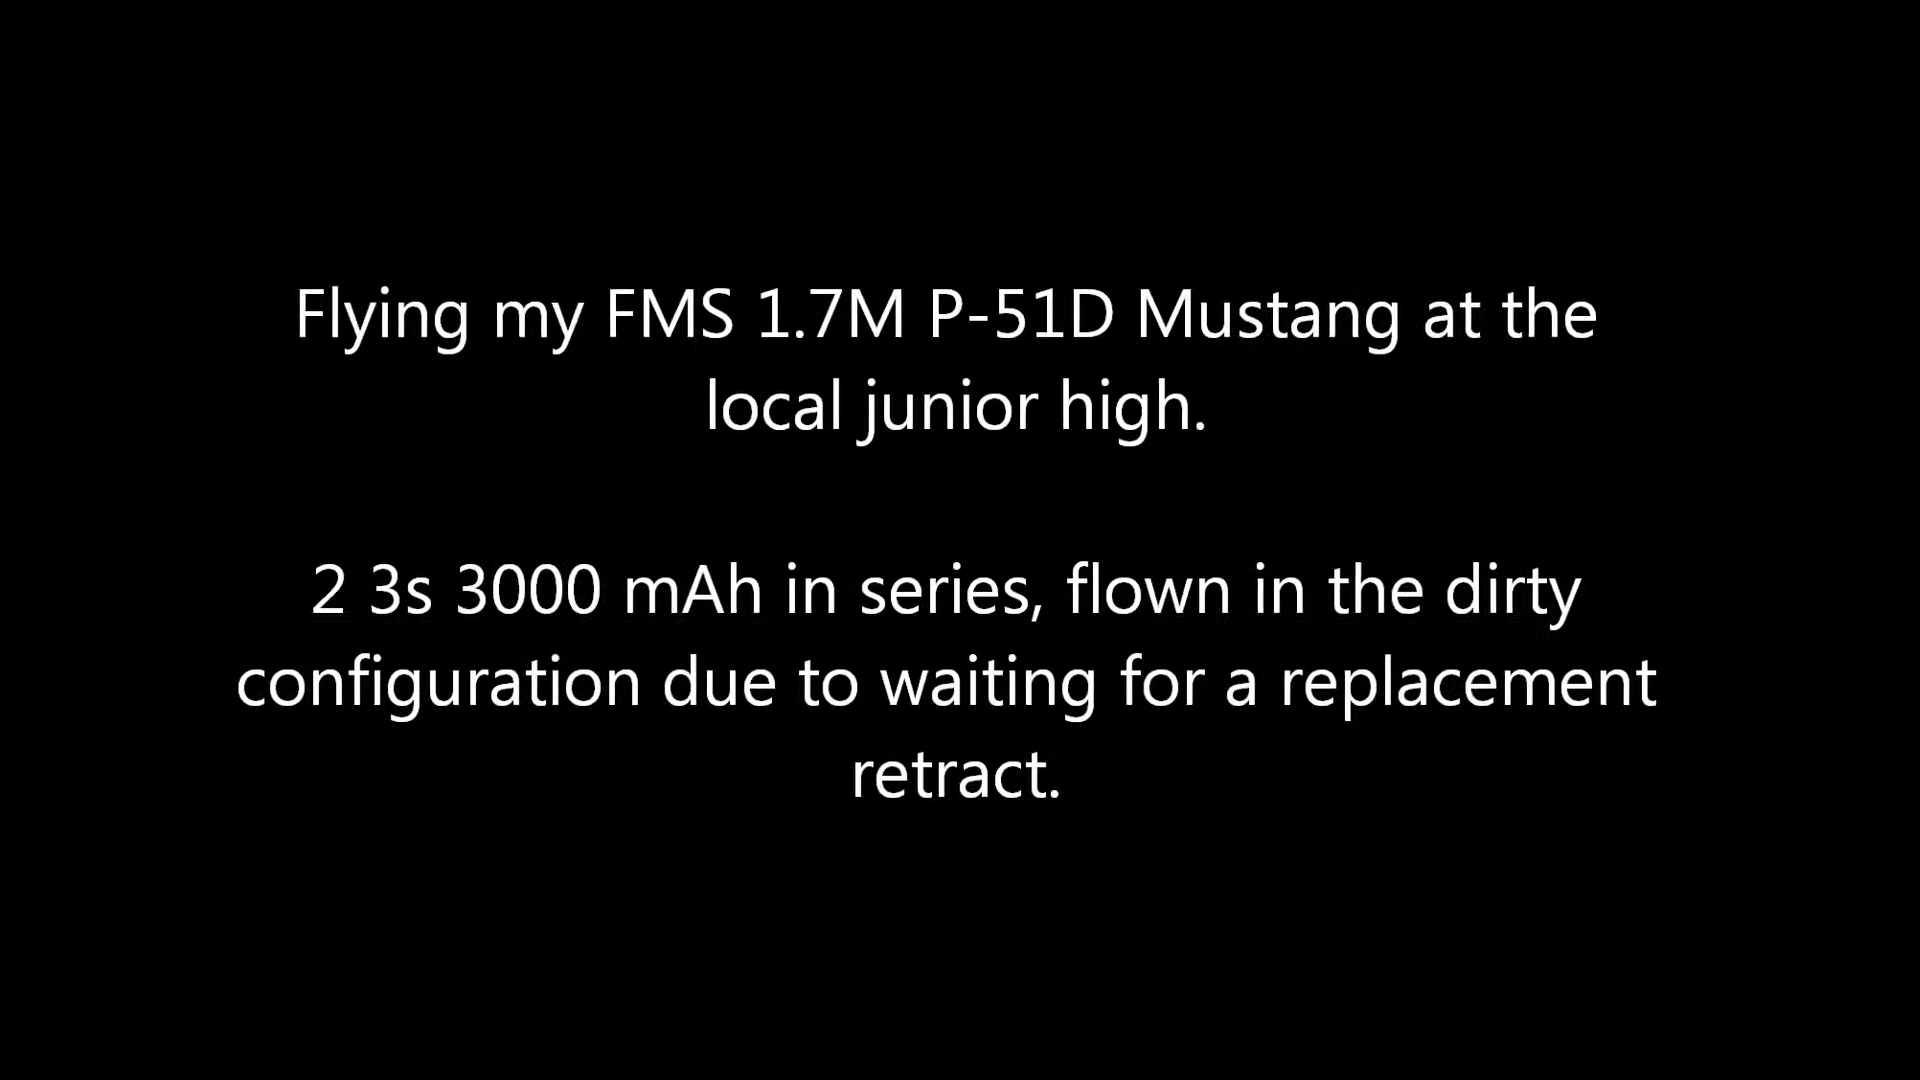 Flying my FMS 1.7M P-51D Mustang at the
local junior high.
2 3s 3000 mAh in series, flown in the dirty
configuration due to waiting for a replacement
retract.